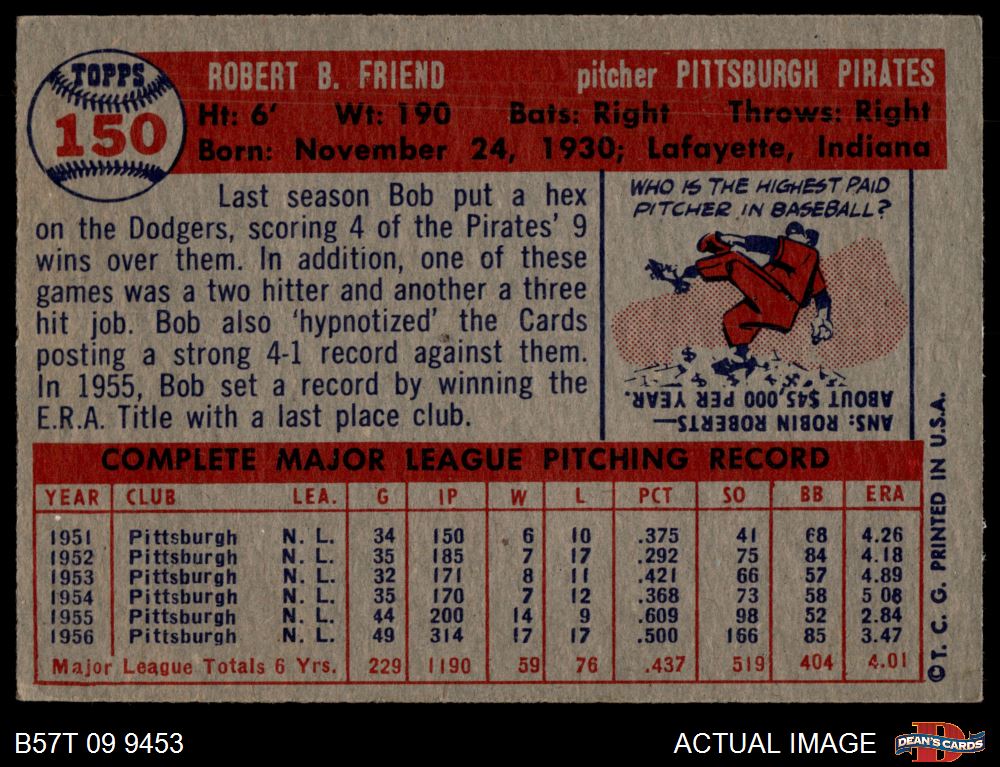 TOPPS
150
ROBERT B. FRIEND pitcher PITTSBURGH PIRATES
Ht: 6' Wt: 190 Bats: Right Throws: Right
Born: November 24, 1930; Lafayette, Indiana
Last season Bob put a hex
on the Dodgers, scoring 4 of the Pirates' 9
wins over them. In addition, one of these
games was a two hitter and another a three
hit job. Bob also 'hypnotized' the Cards
posting a strong 4-1 record against them.
In 1955, Bob set a record by winning the
E.R.A. Title with a last place club.
WHO IS THE HIGHEST PAID
PITCHER IN BASEBALL?
ANS: ROBIN ROBERTS—
ABOUT $45,000 PER YEAR.
COMPLETE MAJOR LEAGUE PITCHING RECORD
YEAR CLUB LEA. G IP W L PCT SO BB ERA
1951 Pittsburgh N. L. 34 150 6 10 .375 41 68 4.26
1952 Pittsburgh N. L. 35 185 7 17 .292 75 84 4.18
1953 Pittsburgh N. L. 32 171 8 11 .421 66 57 4.89
1954 Pittsburgh N. L. 35 170 7 12 .368 73 58 5.08
1955 Pittsburgh N. L. 44 200 14 9 .609 98 52 2.84
1956 Pittsburgh N. L. 49 314 17 17 .500 166 85 3.47
Major League Totals 6 Yrs. 229 1190 59 76 .437 519 404 4.01
©T. C. G. PRINTED IN U.S.A.
B57T 09 9453
ACTUAL IMAGE
DEAN'S CARDS